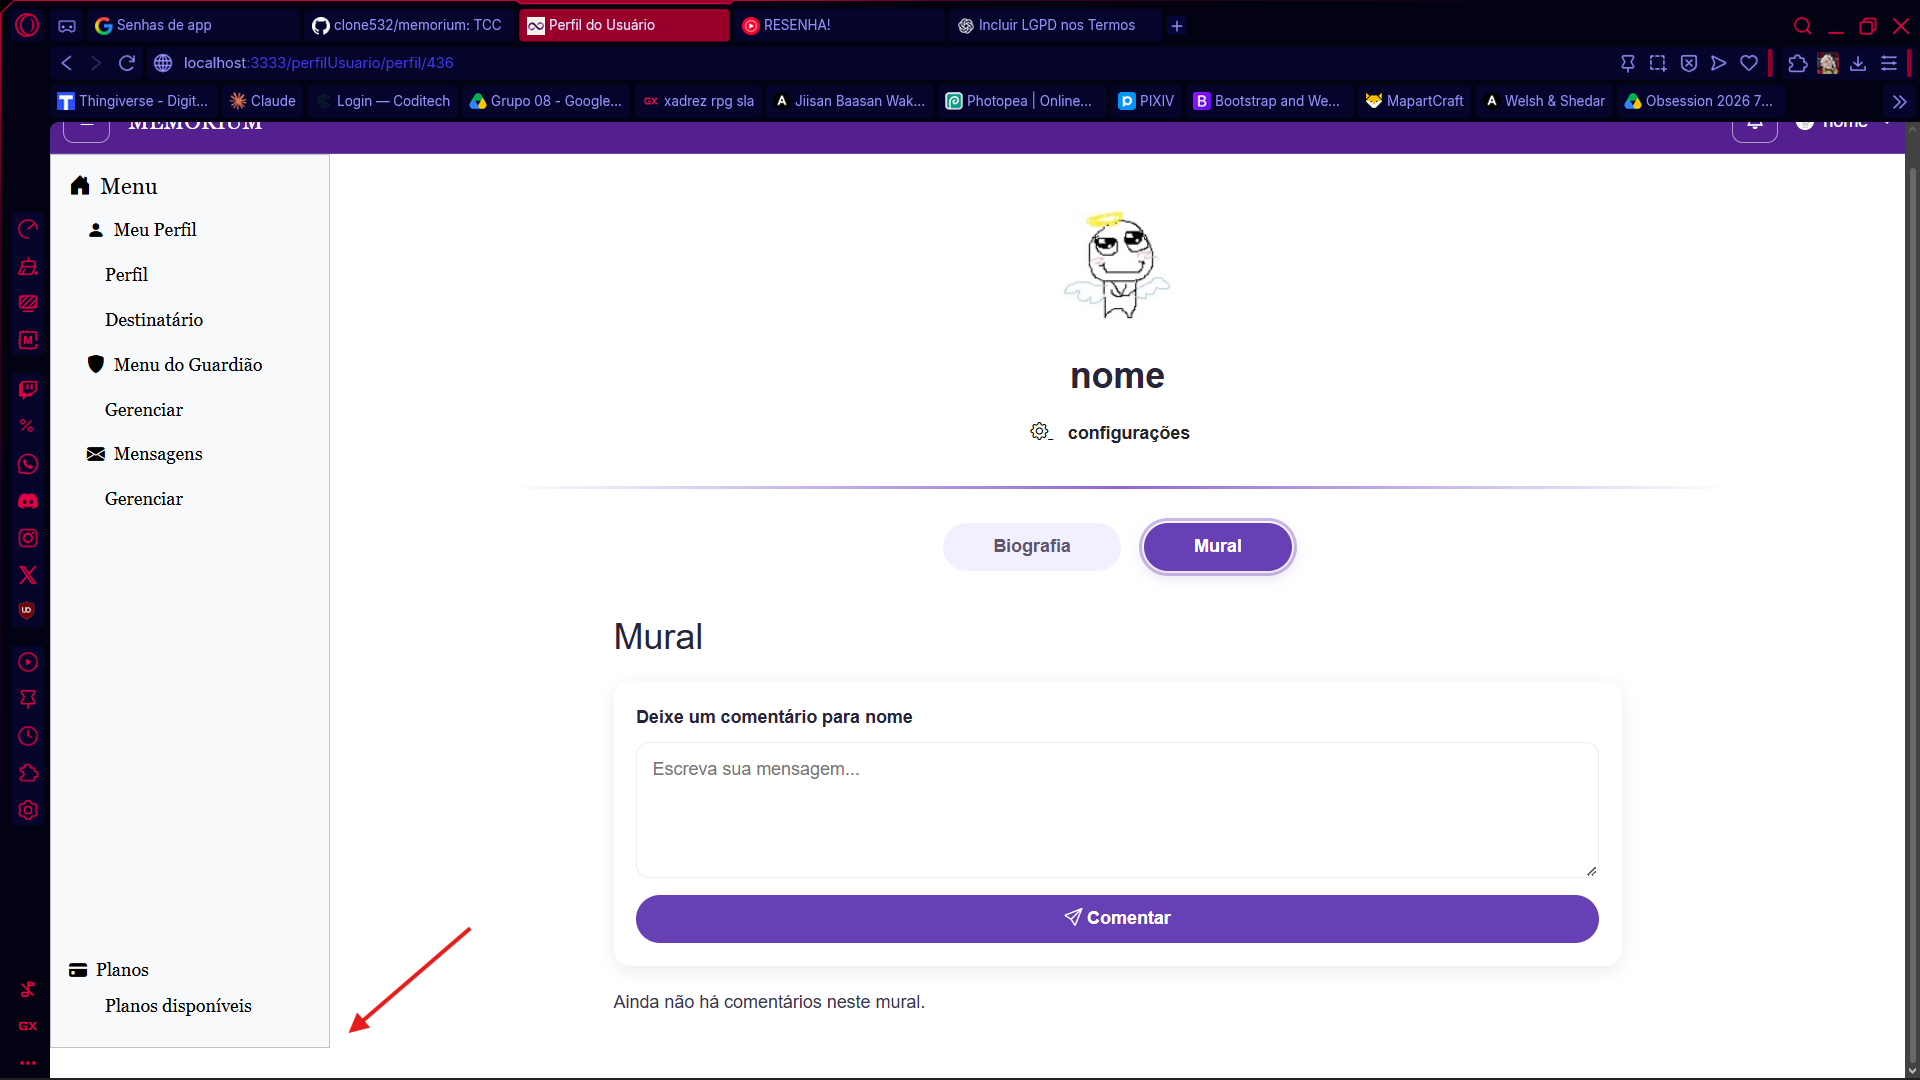 Senhas de app
clone532/memorium: TCC
Perfil do Usuário
RESENHA!
Incluir LGPD nos Termos
localhost:3333/perfilUsuario/perfil/436
Thingiverse - Digit...
Claude
Login — Coditech
Grupo 08 - Google...
GX xadrez rpg sla
A Jiisan Baasan Wak...
Photopea | Online...
PIXIV
B Bootstrap and We...
MapartCraft
A Welsh & Shedar
Obsession 2026 7...
MEMORIUM
nome
Menu
Meu Perfil
Perfil
Destinatário
Menu do Guardião
Gerenciar
Mensagens
Gerenciar
Planos
Planos disponíveis
nome
configurações
Biografia
Mural
Mural
Deixe um comentário para nome
Escreva sua mensagem...
Comentar
Ainda não há comentários neste mural.
GX